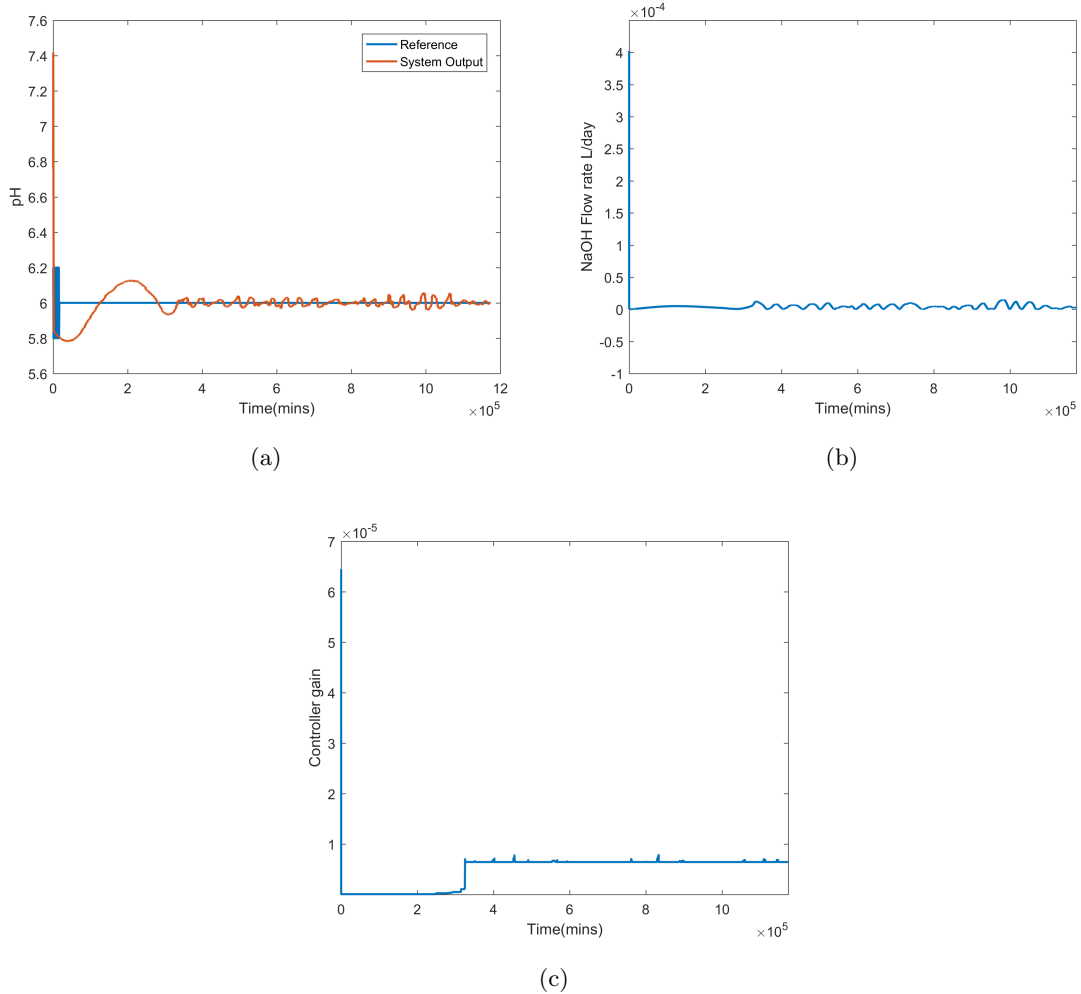 7.6
7.4
7.2
7
6.8
6.6
6.4
6.2
6
5.8
5.6
pH
Reference
System Output
0 2 4 6 8 10 12
Time(mins)
×10^5
(a)
×10^-4
4
3.5
3
2.5
2
1.5
1
0.5
0
-0.5
-1
NaOH Flow rate L/day
0 2 4 6 8 10
Time(mins)
×10^5
(b)
×10^-5
7
6
5
4
3
2
1
Controller gain
0 2 4 6 8 10
Time(mins)
×10^5
(c)